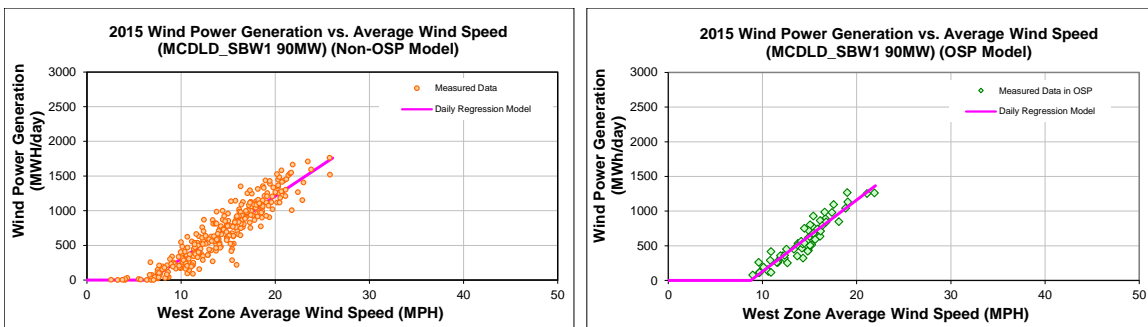 2015 Wind Power Generation vs. Average Wind Speed
(MCDLD_SBW1 90MW) (Non-OSP Model)
Wind Power Generation
(MWH/day)
3000
2500
2000
1500
1000
500
0
Measured Data
Daily Regression Model
0 10 20 30 40 50
West Zone Average Wind Speed (MPH)
2015 Wind Power Generation vs. Average Wind Speed
(MCDLD_SBW1 90MW) (OSP Model)
Wind Power Generation
(MWh/day)
3000
2500
2000
1500
1000
500
0
Measured Data in OSP
Daily Regression Model
0 10 20 30 40 50
West Zone Average Wind Speed (MPH)